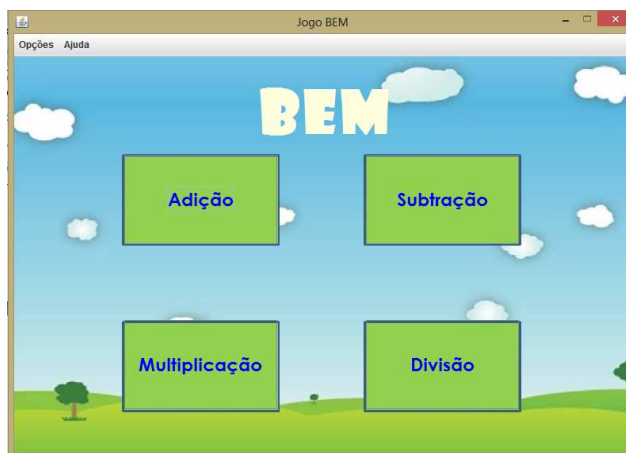 Jogo BEM
Opções Ajuda
BEM
Adição Subtração
Multiplicação Divisão